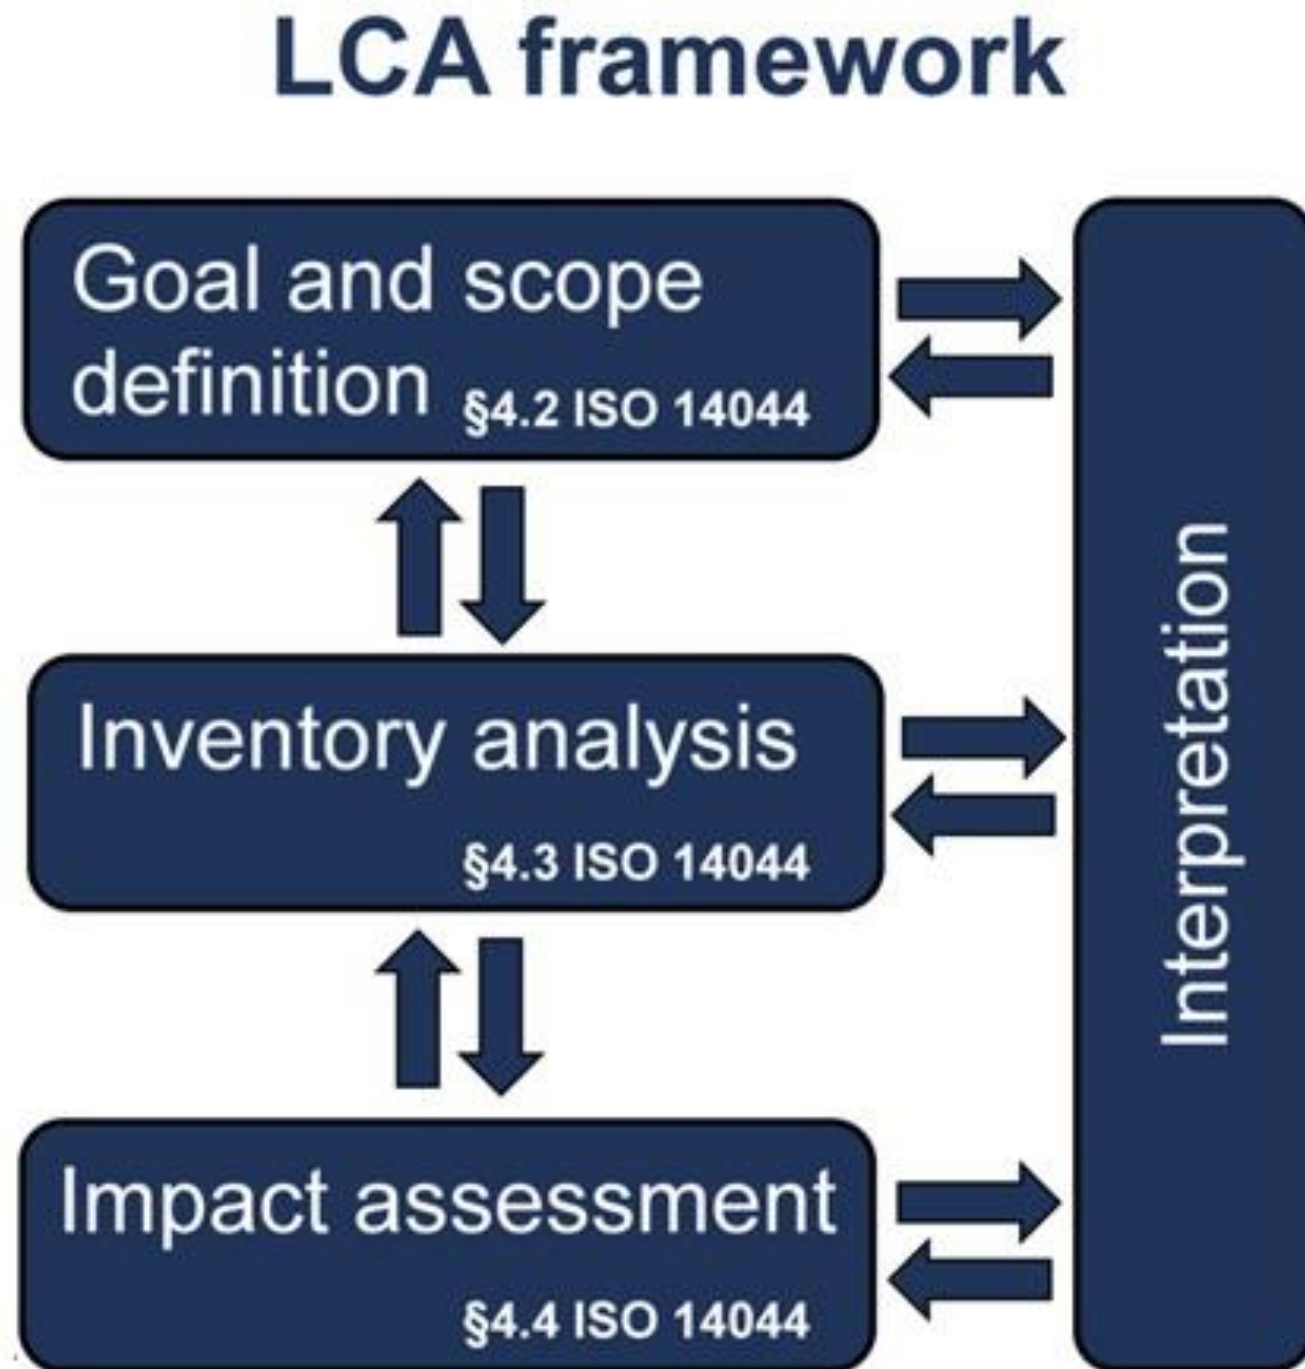 LCA framework
Goal and scope
definition §4.2 ISO 14044
Inventory analysis
§4.3 ISO 14044
Impact assessment
§4.4 ISO 14044
Interpretation